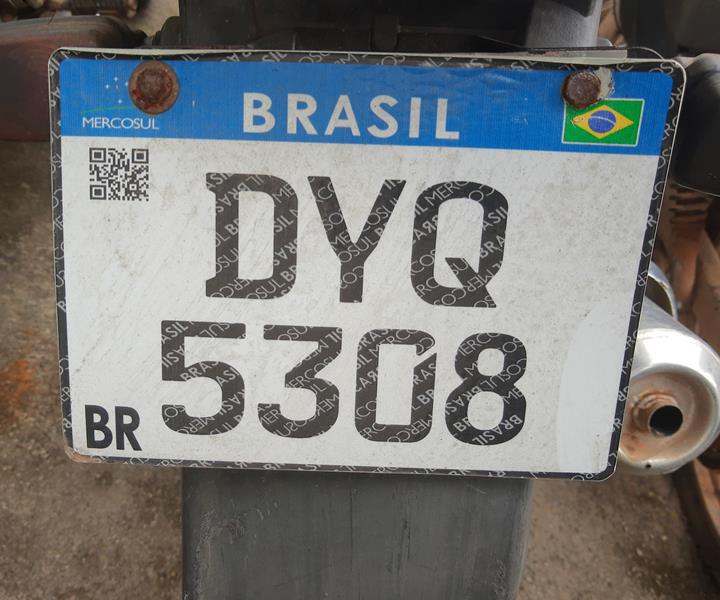 BRASIL
MERCOSUL
DYQ
5308
BR